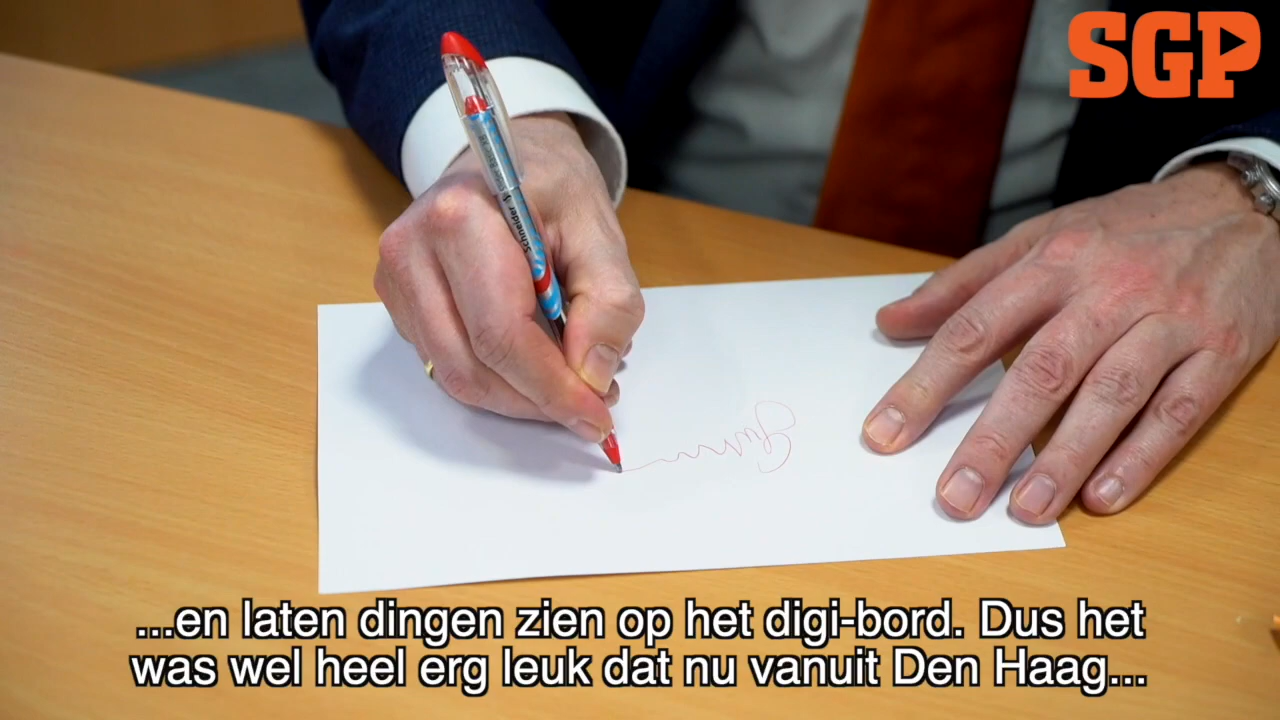 SGP
Schneider
...en laten dingen zien op het digi-bord. Dus het
was wel heel erg leuk dat nu vanuit Den Haag...